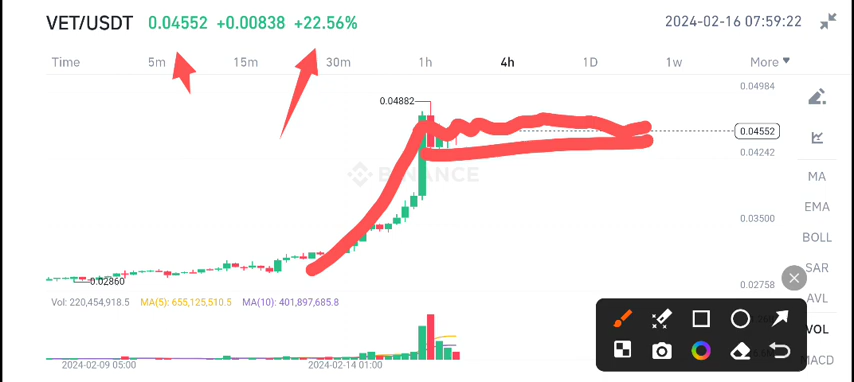 VET/USDT 0.04552 +0.00838 +22.56% 2024-02-16 07:59:22
Time 5m 15m 30m 1h 4h 1D 1w More
0.04984
0.04882
0.04552
0.04242
BINANCE
MA
EMA
0.03500
BOLL
SAR
0.02860
0.02758
AVL
Vol: 220,454,918.5 MA(5): 655,125,510.5 MA(10): 401,897,685.8
VOL
MACD
2024-02-09 05:00 2024-02-14 01:00